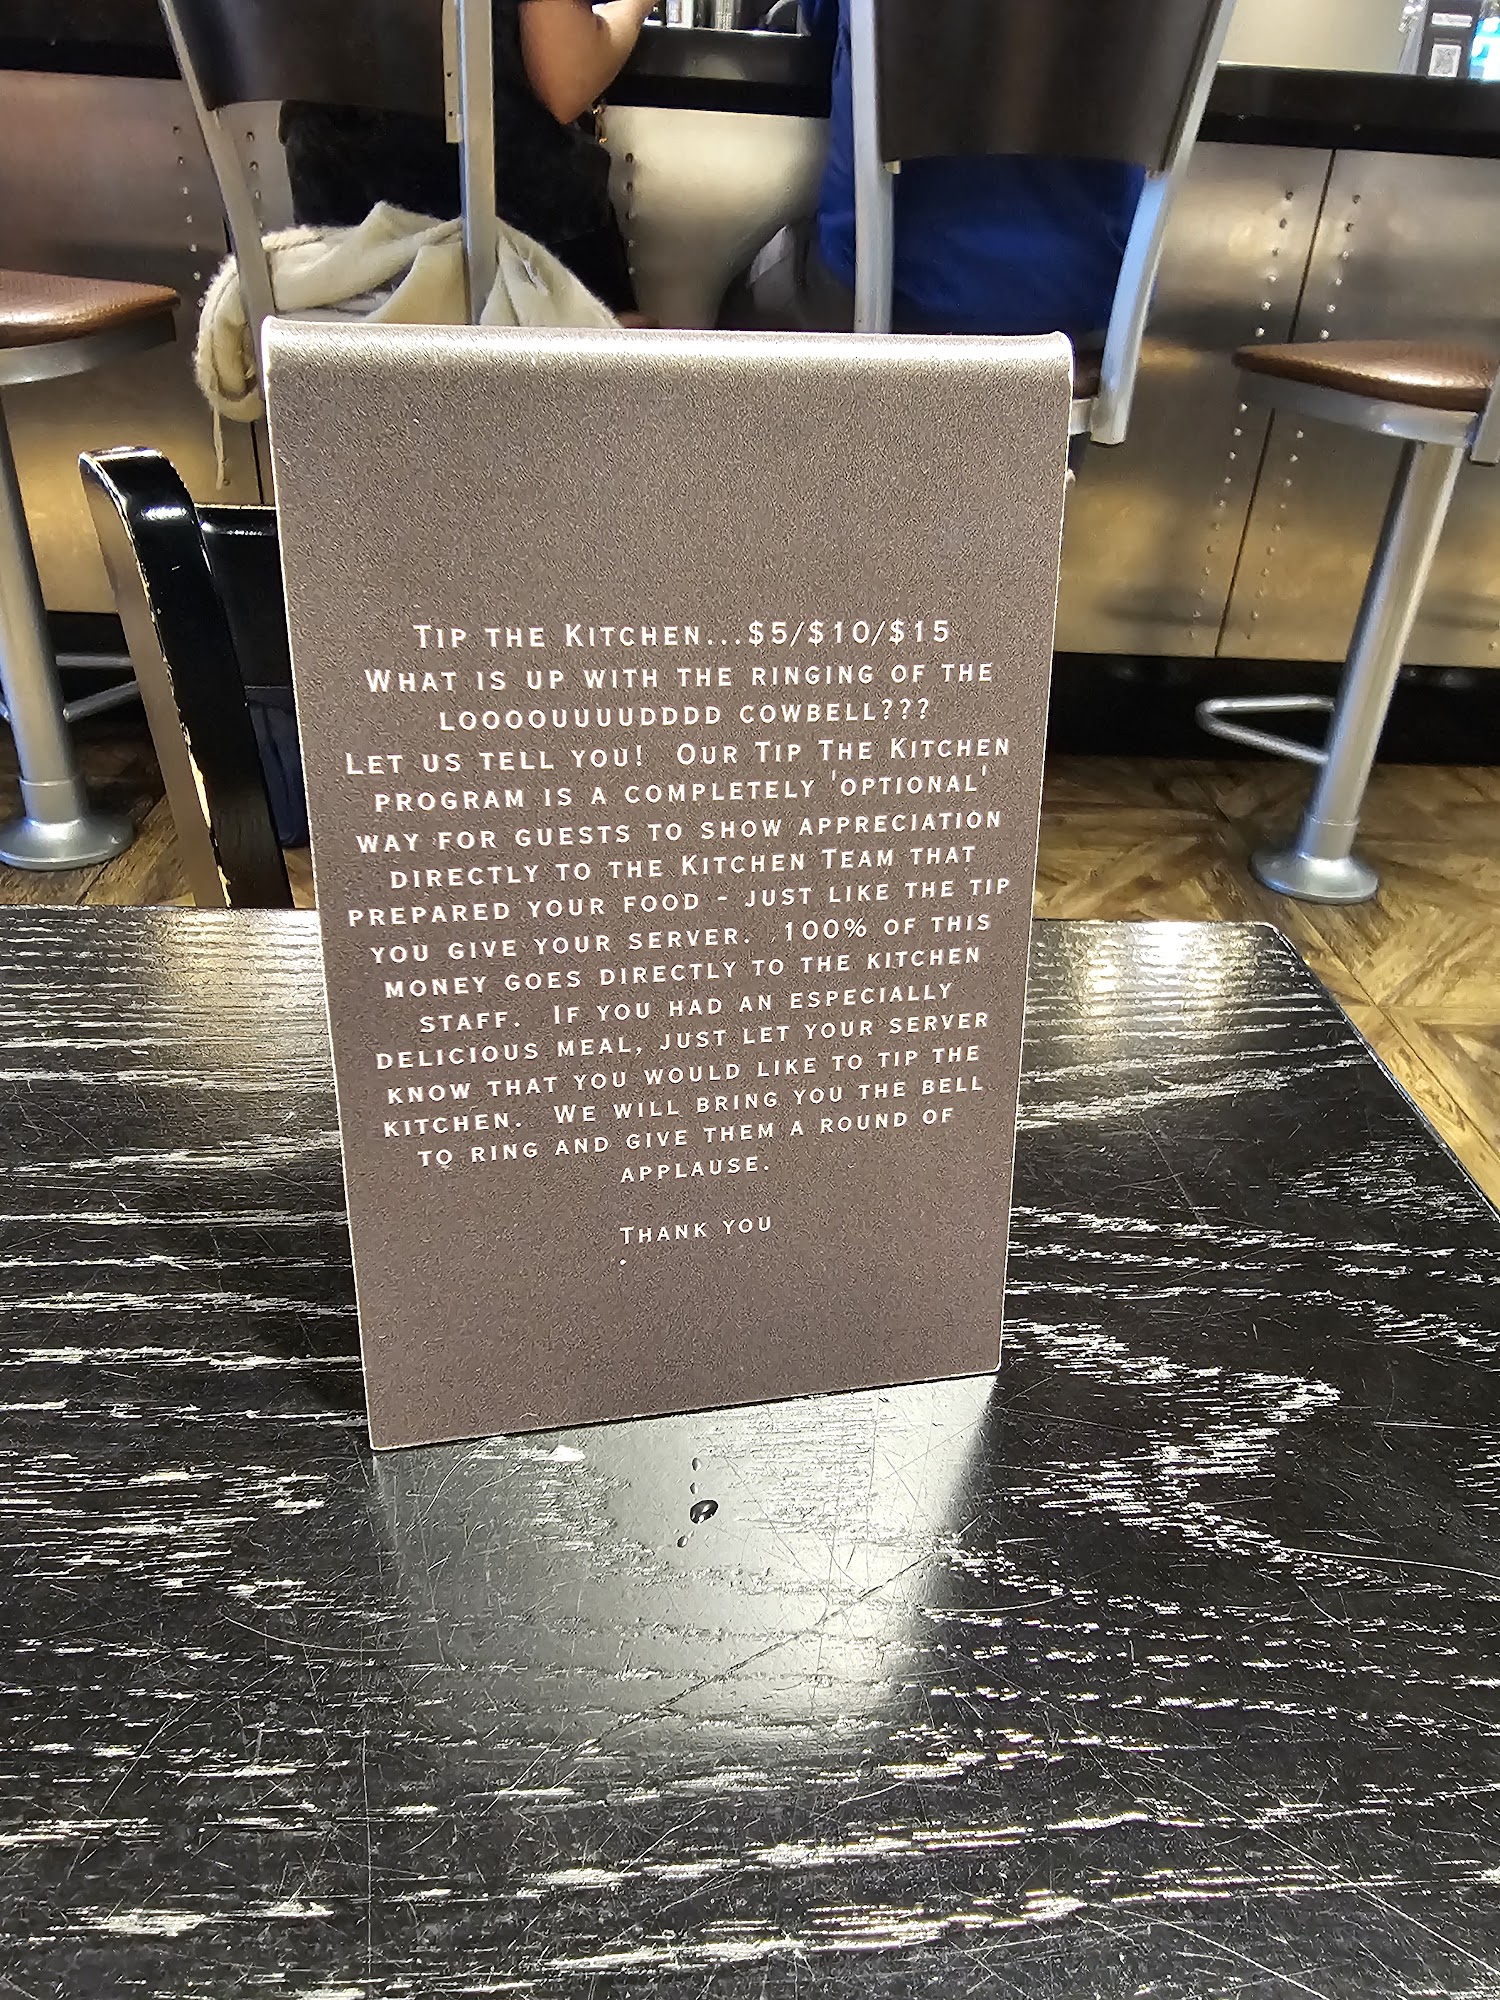 Tip the Kitchen...$5/$10/$15
What is up with the ringing of the
loooouuuudddd cowbell???
Let us tell you! Our Tip The Kitchen
program is a completely 'optional'
way for guests to show appreciation
directly to the Kitchen Team that
prepared your food - just like the tip
you give your server. 100% of this
money goes directly to the kitchen
staff. If you had an especially
delicious meal, just let your server
know that you would like to tip the
kitchen. We will bring you the bell
to ring and give them a round of
applause.
Thank you
.